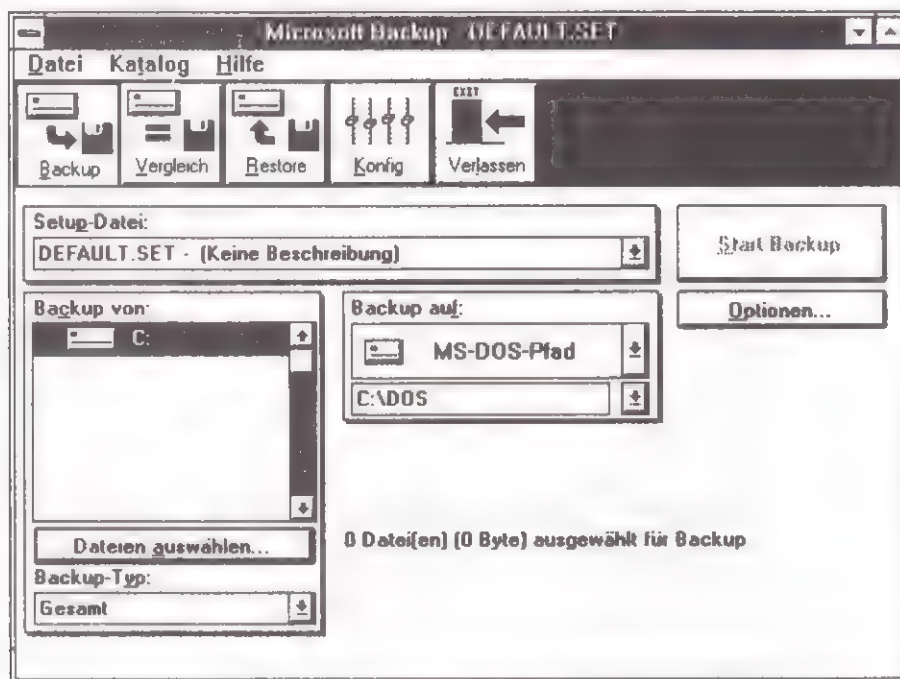 Microsoft Backup - DEFAULT.SET
Datei Katalog Hilfe
EXIT
Backup Vergleich Restore Konfig Verlassen
Setup-Datei:
DEFAULT.SET - (Keine Beschreibung)
Start Backup
Backup von:
Backup auf:
Optionen...
C:
MS-DOS-Pfad
C:\DOS
Dateien auswählen...
0 Datei(en) (0 Byte) ausgewählt für Backup
Backup-Typ:
Gesamt